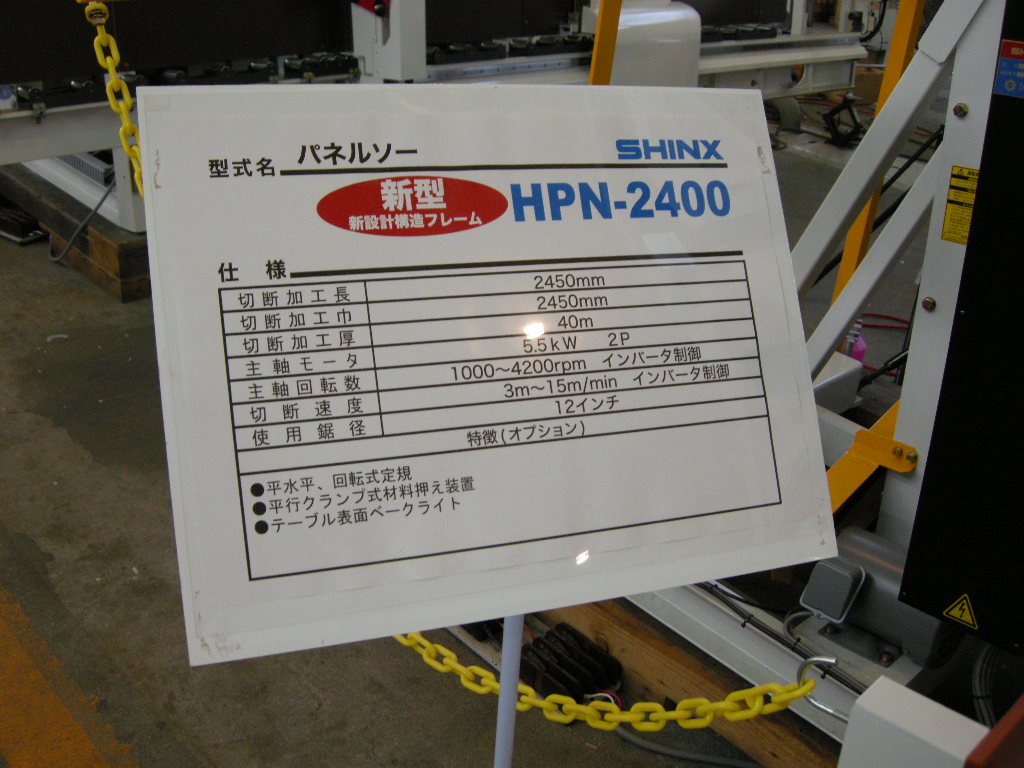 型式名 パネルソー SHINX
新型
新設計構造フレーム
HPN-2400
仕 様
切断加工長 2450mm
切断加工巾 2450mm
切断加工厚 40m
主軸モータ 5.5kW 2P
主軸回転数 1000〜4200rpm インバータ制御
切断速度 3m〜15m/min インバータ制御
使用鋸径 12インチ
特徴(オプション)
●平水平、回転式定規
●平行クランプ式材料押え装置
●テーブル表面ベークライト